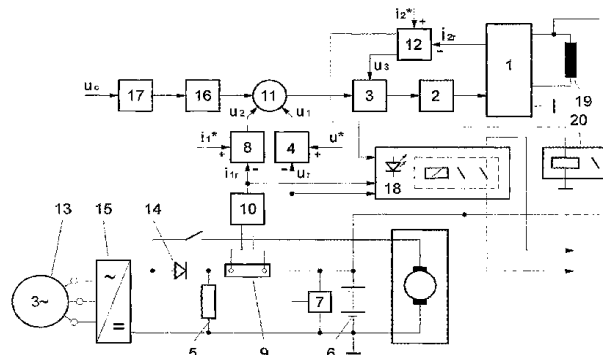 i₂*
+
12
i₂ᵣ
−
u₃
1
19
20
uc
17
16
11
3
2
u₂
u₁
i₁*
+
8
−
4
u*
+
−
uᵣ
i₁ᵣ
18
10
13
15
14
3~
~
=
7
5
9
6